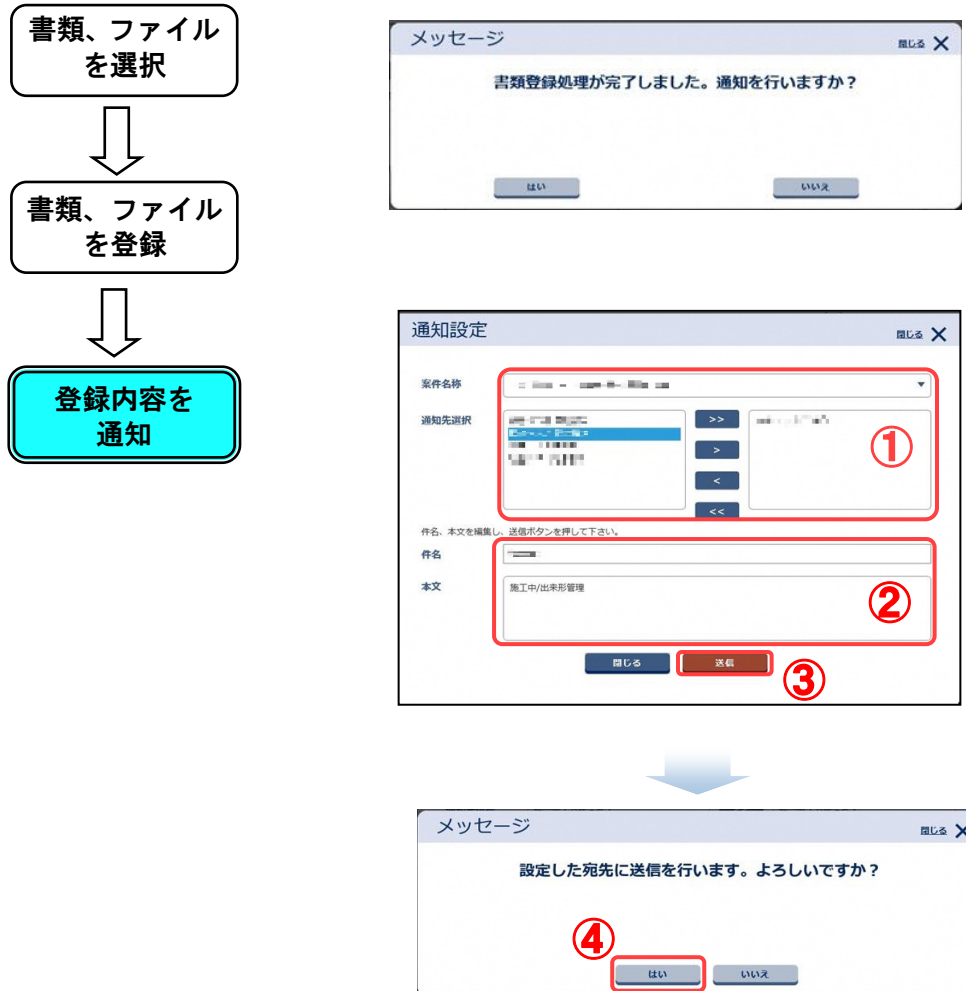 書類、ファイル
を選択
書類、ファイル
を登録
登録内容を
通知
メッセージ
閉じる
書類登録処理が完了しました。通知を行いますか？
はい
いいえ
通知設定
閉じる
案件名称
通知先選択
>>
>
<
<<
①
件名、本文を編集し、送信ボタンを押して下さい。
件名
本文
施工中/出来形管理
②
閉じる
送信
③
メッセージ
閉じる
設定した宛先に送信を行います。よろしいですか？
④
はい
いいえ